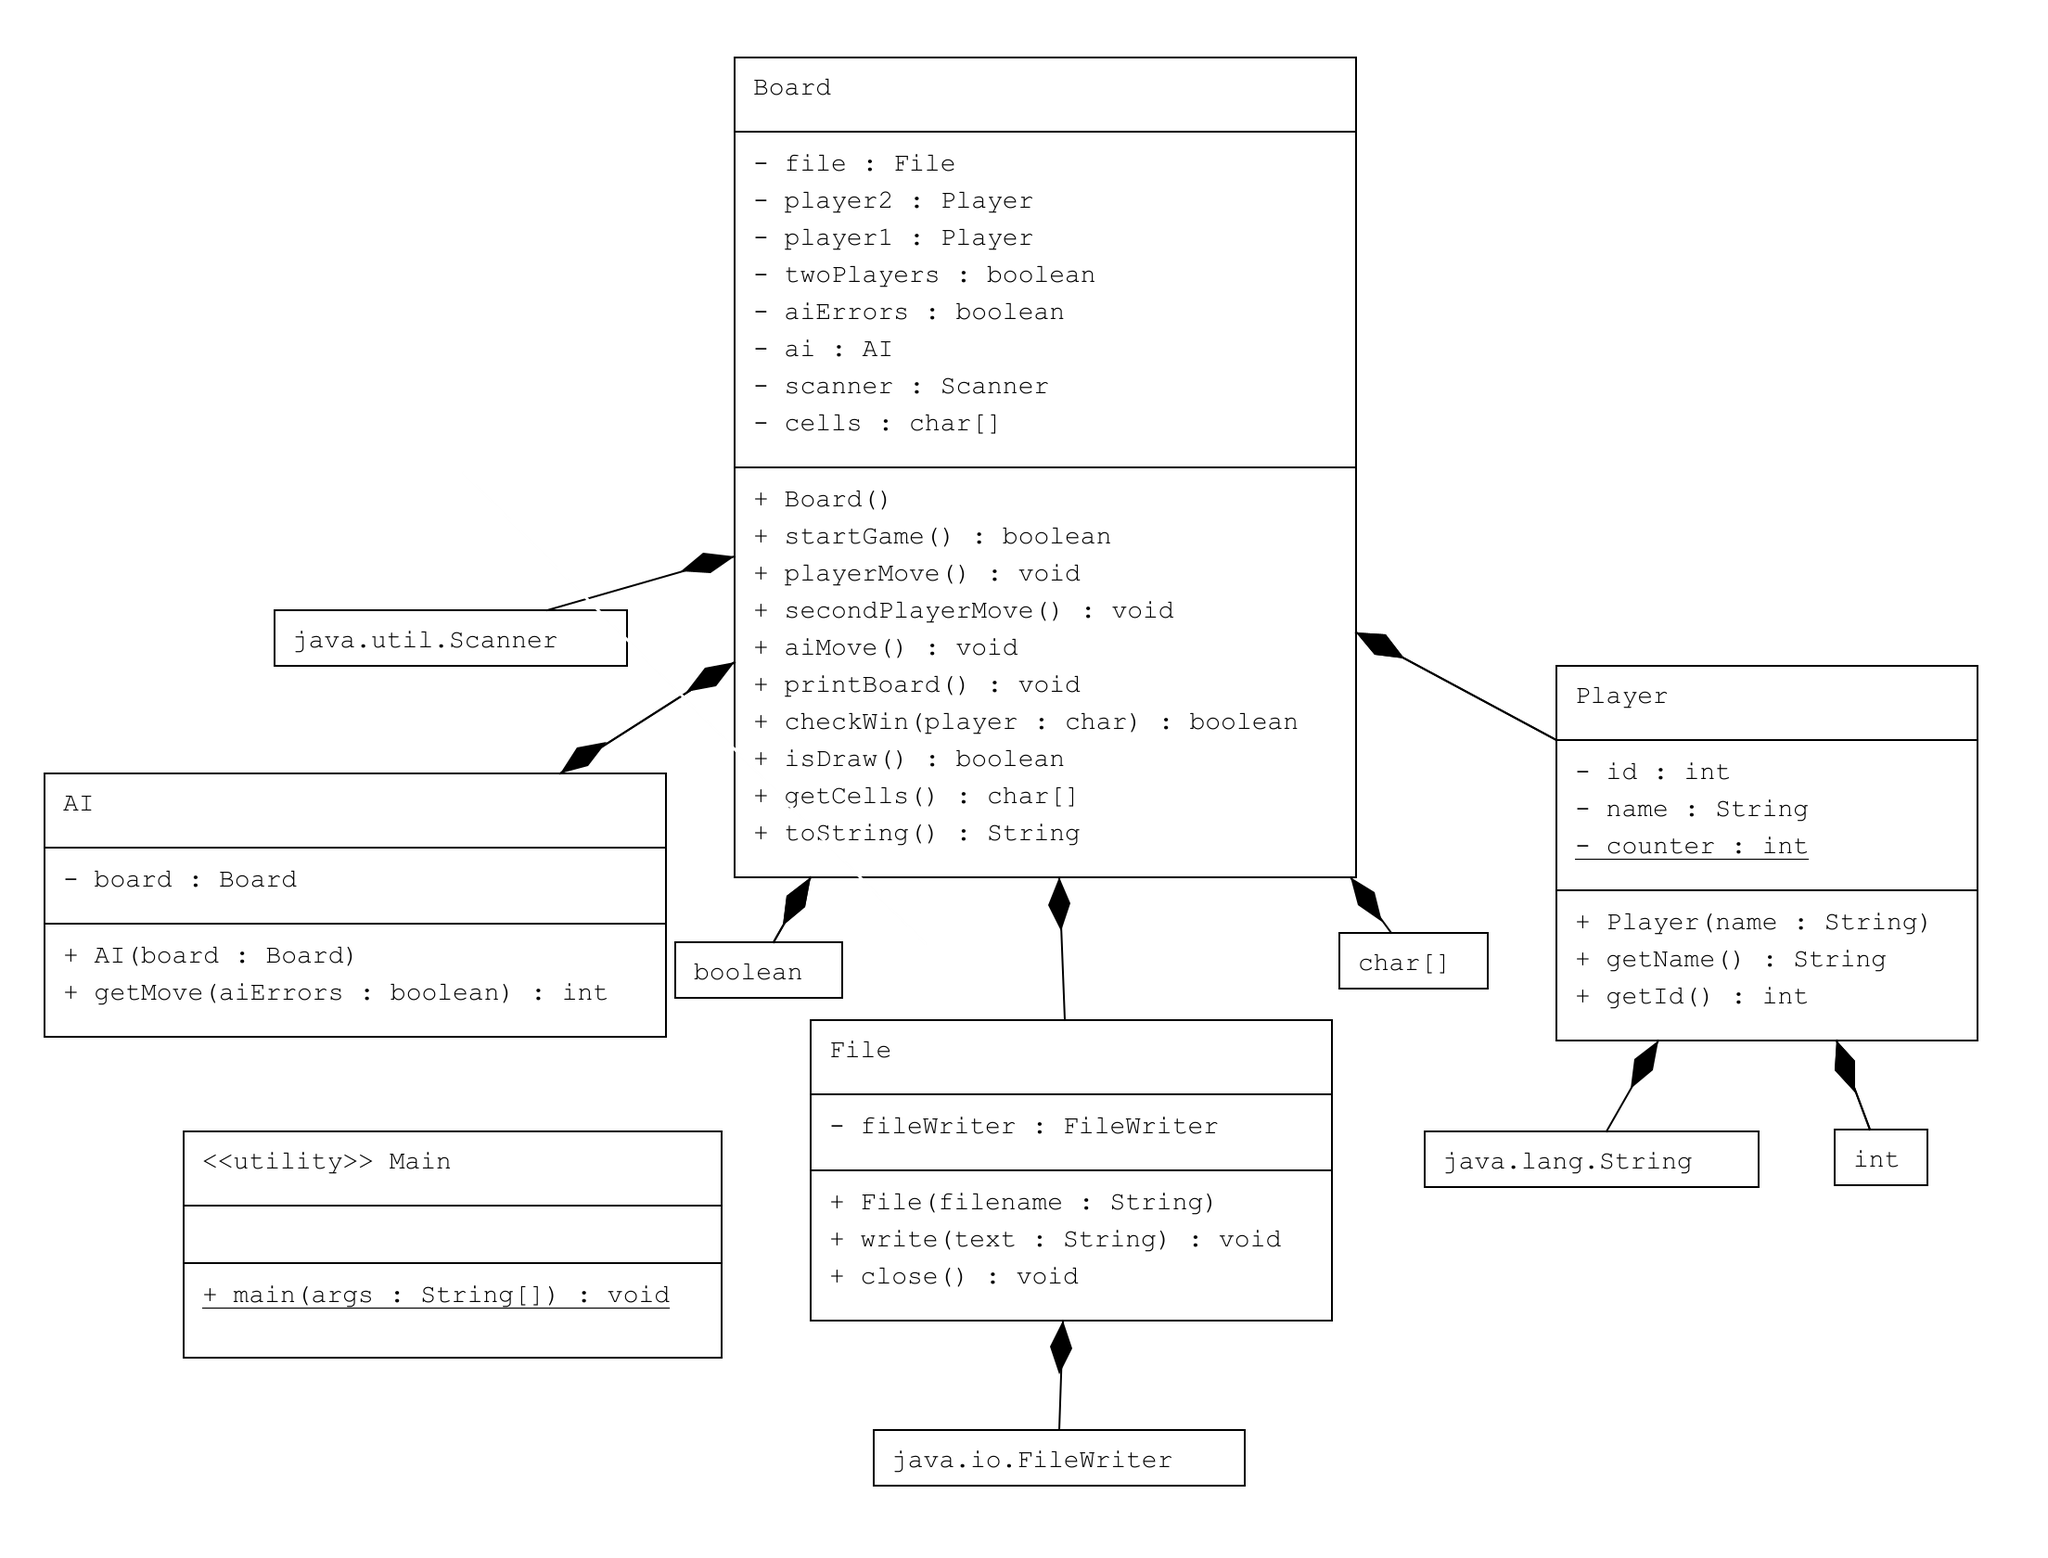 Board
- file : File
- player2 : Player
- player1 : Player
- twoPlayers : boolean
- aiErrors : boolean
- ai : AI
- scanner : Scanner
- cells : char[]
+ Board()
+ startGame() : boolean
+ playerMove() : void
+ secondPlayerMove() : void
+ aiMove() : void
+ printBoard() : void
+ checkWin(player : char) : boolean
+ isDraw() : boolean
+ getCells() : char[]
+ toString() : String
java.util.Scanner
AI
- board : Board
+ AI(board : Board)
+ getMove(aiErrors : boolean) : int
boolean
char[]
Player
- id : int
- name : String
- counter : int
+ Player(name : String)
+ getName() : String
+ getId() : int
File
- fileWriter : FileWriter
+ File(filename : String)
+ write(text : String) : void
+ close() : void
<<utility>> Main
+ main(args : String[]) : void
java.lang.String
int
java.io.FileWriter